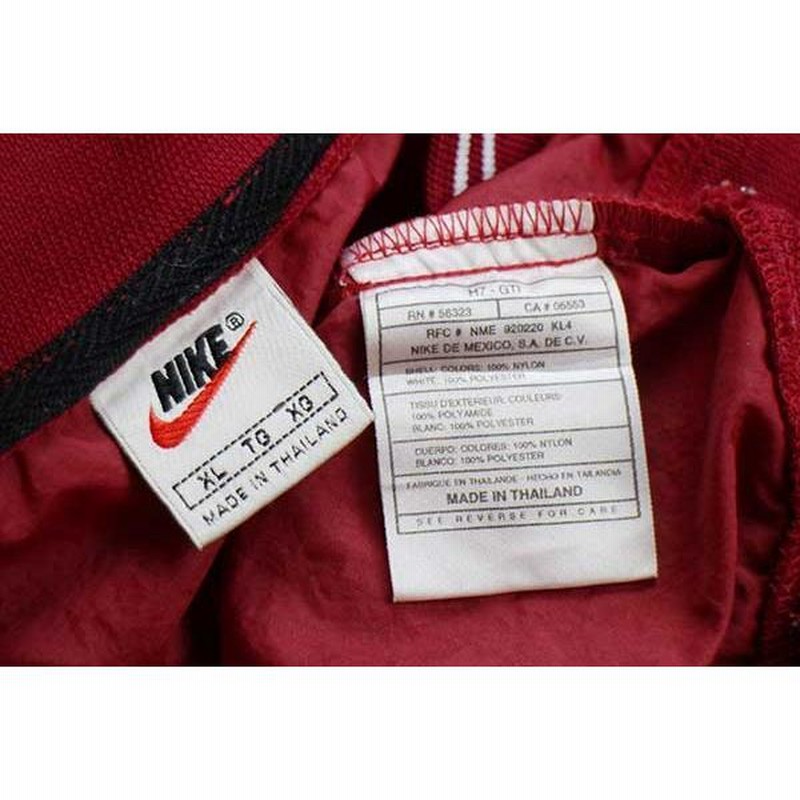 NIKE®
XL TG XG
MADE IN THAILAND
H7 - GTI
RN # 56323 CA # 06553
RFC # NME 920220 KL4
NIKE DE MEXICO, S.A. DE C.V.
SHELL: COLORS: 100% NYLON
WHITE: 100% POLYESTER
TISSU D'EXTERIEUR: COULEURS:
100% POLYAMIDE
BLANC: 100% POLYESTER
CUERPO: COLORES: 100% NYLON
BLANCO: 100% POLYESTER
FABRIQUE EN THAILANDE - HECHO EN TAILANDIA
MADE IN THAILAND
SEE REVERSE FOR CARE